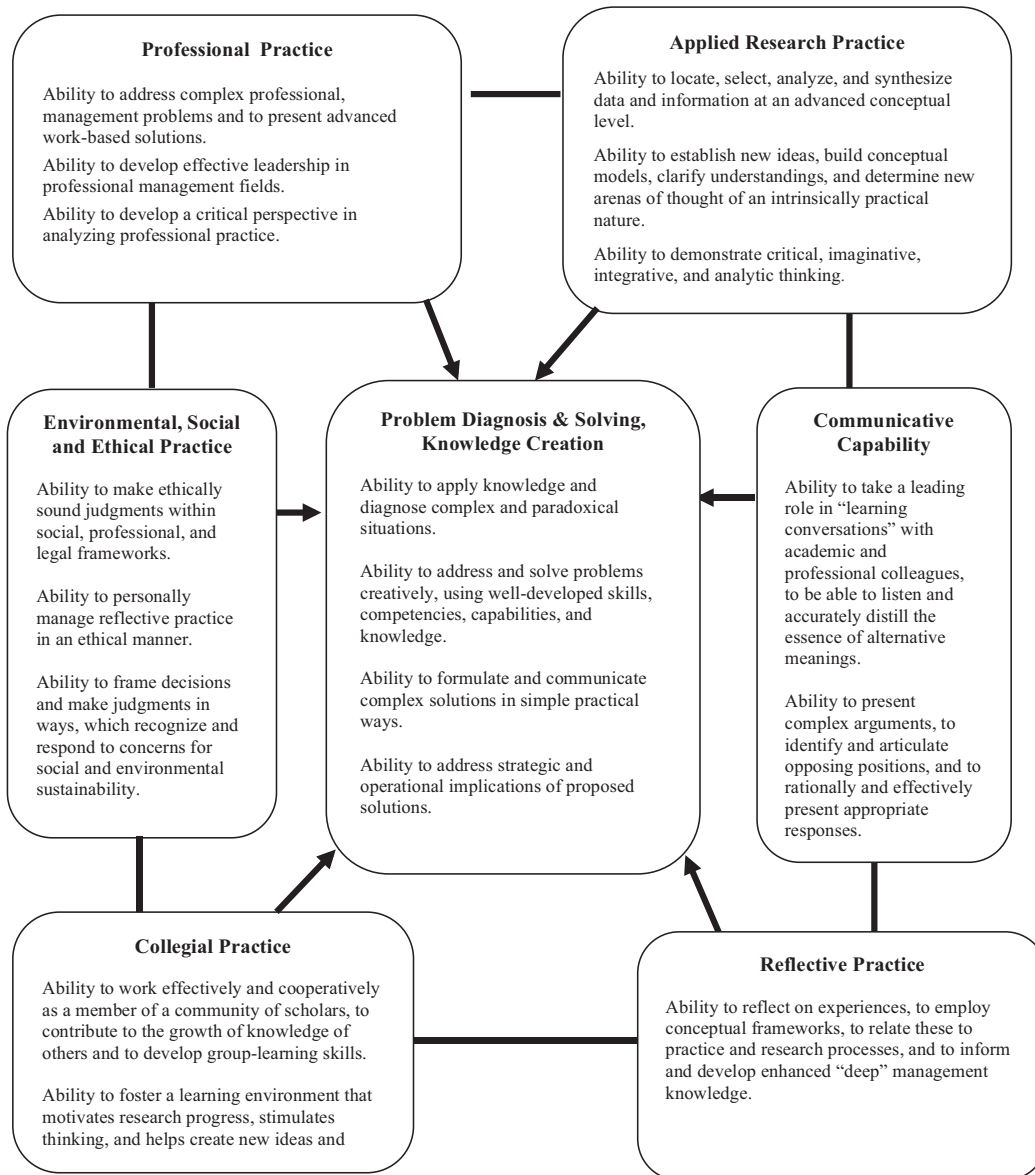 Professional Practice
Ability to address complex professional,
management problems and to present advanced
work-based solutions.
Ability to develop effective leadership in
professional management fields.
Ability to develop a critical perspective in
analyzing professional practice.
Applied Research Practice
Ability to locate, select, analyze, and synthesize
data and information at an advanced conceptual
level.
Ability to establish new ideas, build conceptual
models, clarify understandings, and determine new
arenas of thought of an intrinsically practical
nature.
Ability to demonstrate critical, imaginative,
integrative, and analytic thinking.
Environmental, Social
and Ethical Practice
Ability to make ethically
sound judgments within
social, professional, and
legal frameworks.
Ability to personally
manage reflective practice
in an ethical manner.
Ability to frame decisions
and make judgments in
ways, which recognize and
respond to concerns for
social and environmental
sustainability.
Problem Diagnosis & Solving,
Knowledge Creation
Ability to apply knowledge and
diagnose complex and paradoxical
situations.
Ability to address and solve problems
creatively, using well-developed skills,
competencies, capabilities, and
knowledge.
Ability to formulate and communicate
complex solutions in simple practical
ways.
Ability to address strategic and
operational implications of proposed
solutions.
Communicative
Capability
Ability to take a leading
role in “learning
conversations” with
academic and
professional colleagues,
to be able to listen and
accurately distill the
essence of alternative
meanings.
Ability to present
complex arguments, to
identify and articulate
opposing positions, and to
rationally and effectively
present appropriate
responses.
Collegial Practice
Ability to work effectively and cooperatively
as a member of a community of scholars, to
contribute to the growth of knowledge of
others and to develop group-learning skills.
Ability to foster a learning environment that
motivates research progress, stimulates
thinking, and helps create new ideas and
Reflective Practice
Ability to reflect on experiences, to employ
conceptual frameworks, to relate these to
practice and research processes, and to inform
and develop enhanced “deep” management
knowledge.